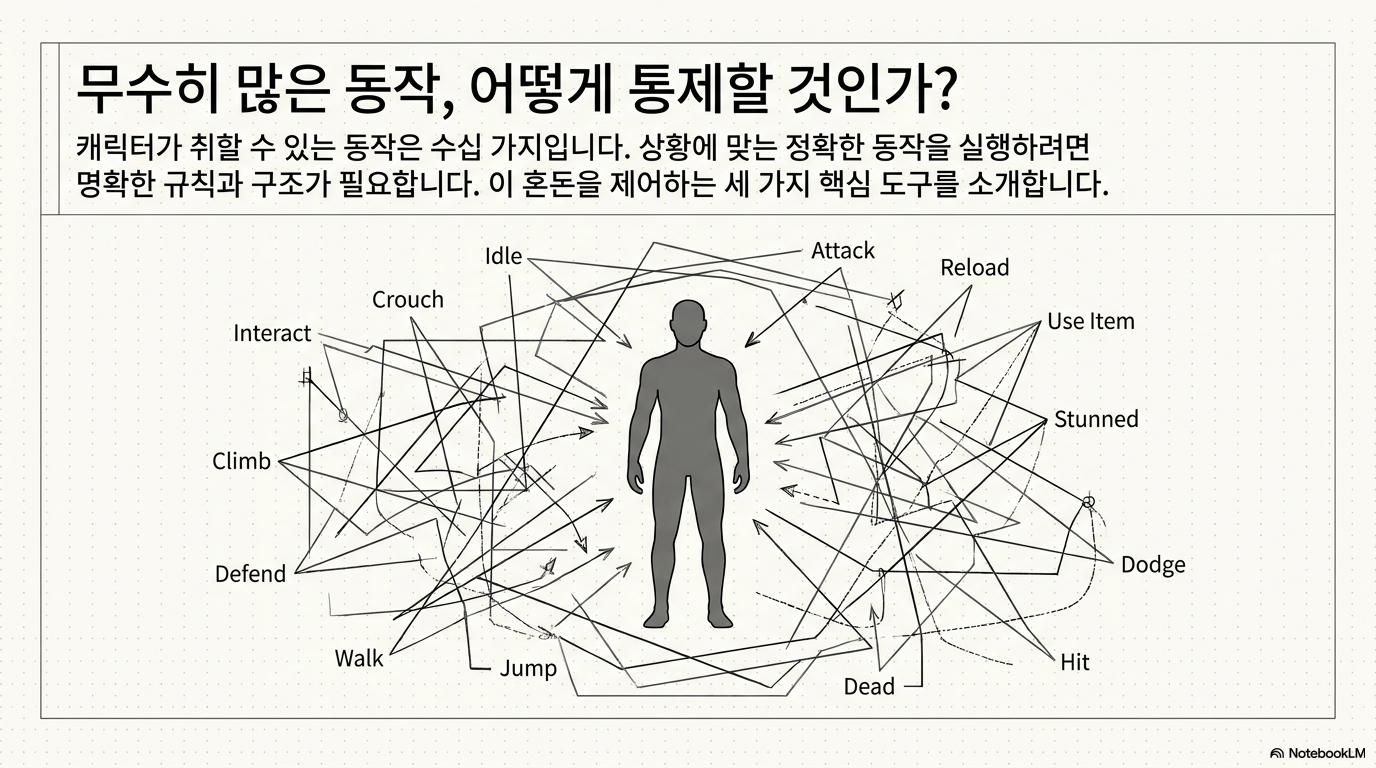 무수히 많은 동작, 어떻게 통제할 것인가?
캐릭터가 취할 수 있는 동작은 수십 가지입니다. 상황에 맞는 정확한 동작을 실행하려면
명확한 규칙과 구조가 필요합니다. 이 혼돈을 제어하는 세 가지 핵심 도구를 소개합니다.
Idle
Attack
Reload
Crouch
Interact
Use Item
Climb
Stunned
Defend
Dodge
Walk
Jump
Dead
Hit
NotebookLM